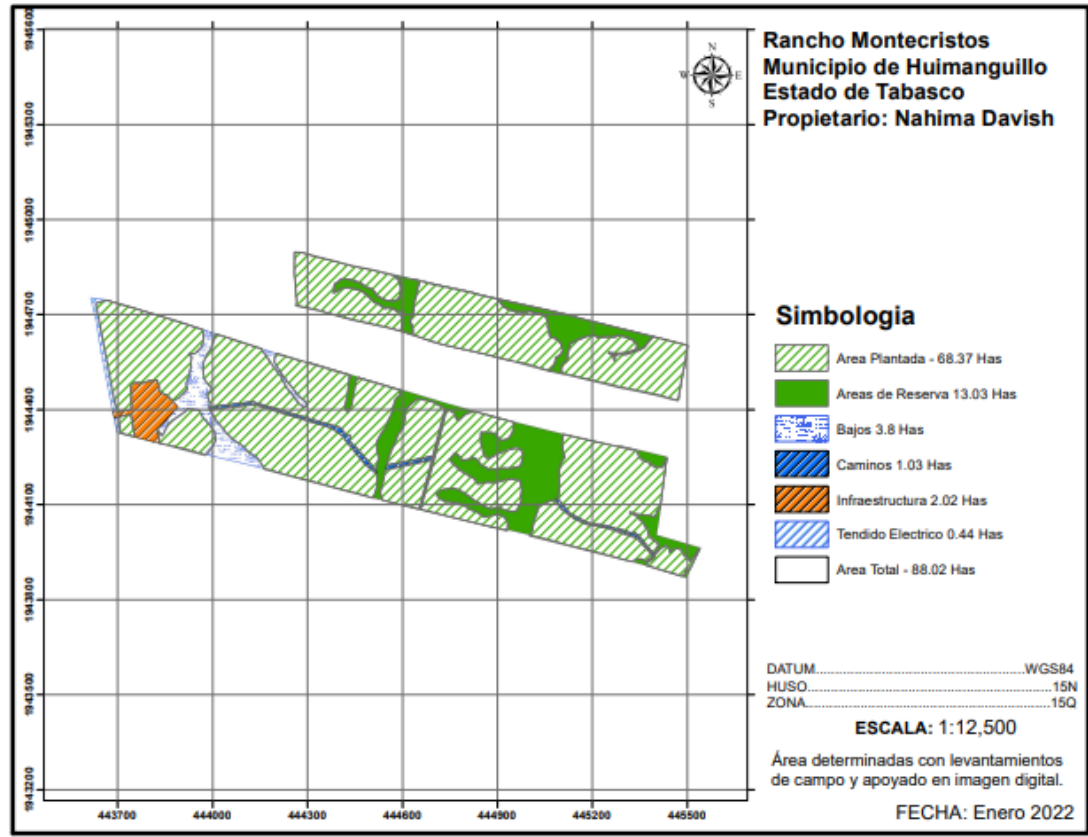 Rancho Montecristos
Municipio de Huimanguillo
Estado de Tabasco
Propietario: Nahima Davish
N
W E
S
Simbologia
Area Plantada - 68.37 Has
Areas de Reserva 13.03 Has
Bajos 3.8 Has
Caminos 1.03 Has
Infraestructura 2.02 Has
Tendido Electrico 0.44 Has
Area Total - 88.02 Has
DATUM WGS84
HUSO 15N
ZONA 15Q
ESCALA: 1:12,500
Área determinadas con levantamientos
de campo y apoyado en imagen digital.
FECHA: Enero 2022
1945600
1945300
1945000
1944700
1944400
1944100
1943800
1943500
1943200
443700 444000 444300 444600 444900 445200 445500